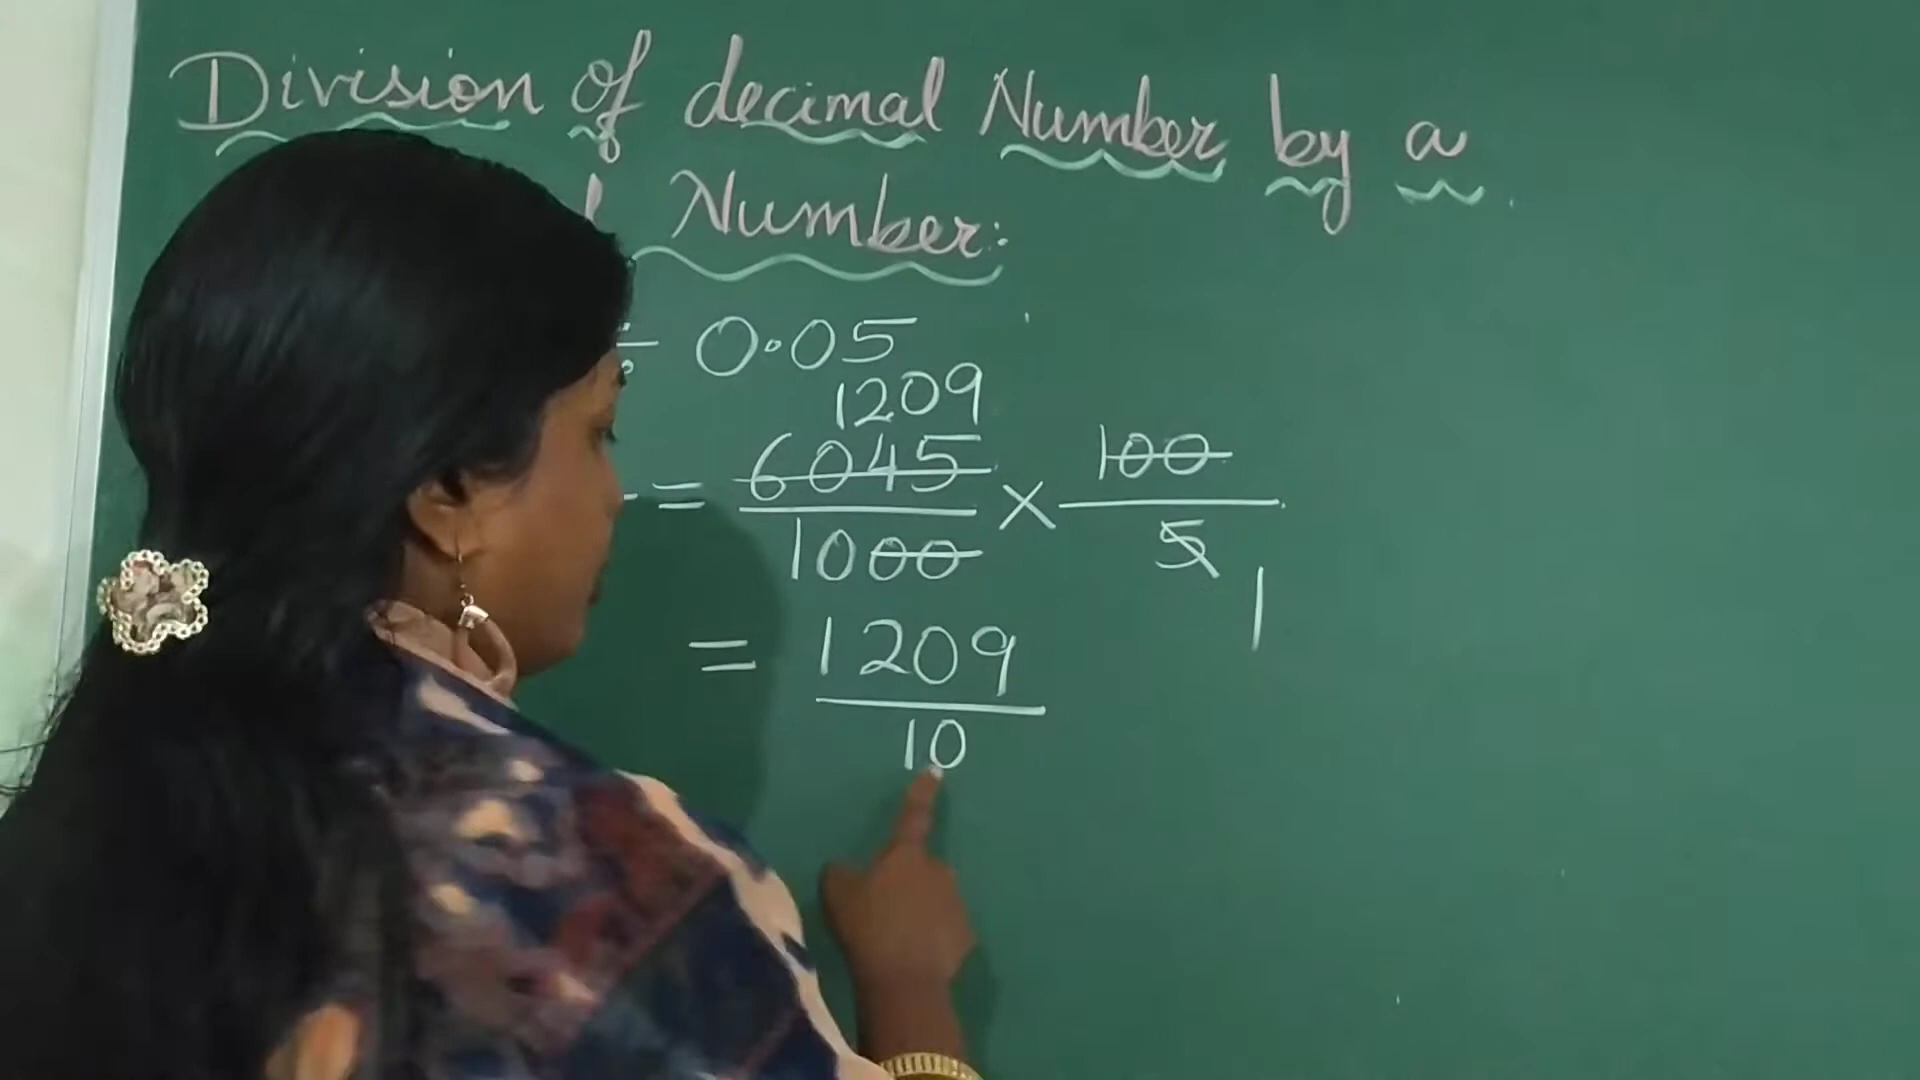 Division of decimal Number by a
Number:
÷ 0.05
1209
= 6045/1000 × 100/5
1
= 1209/10